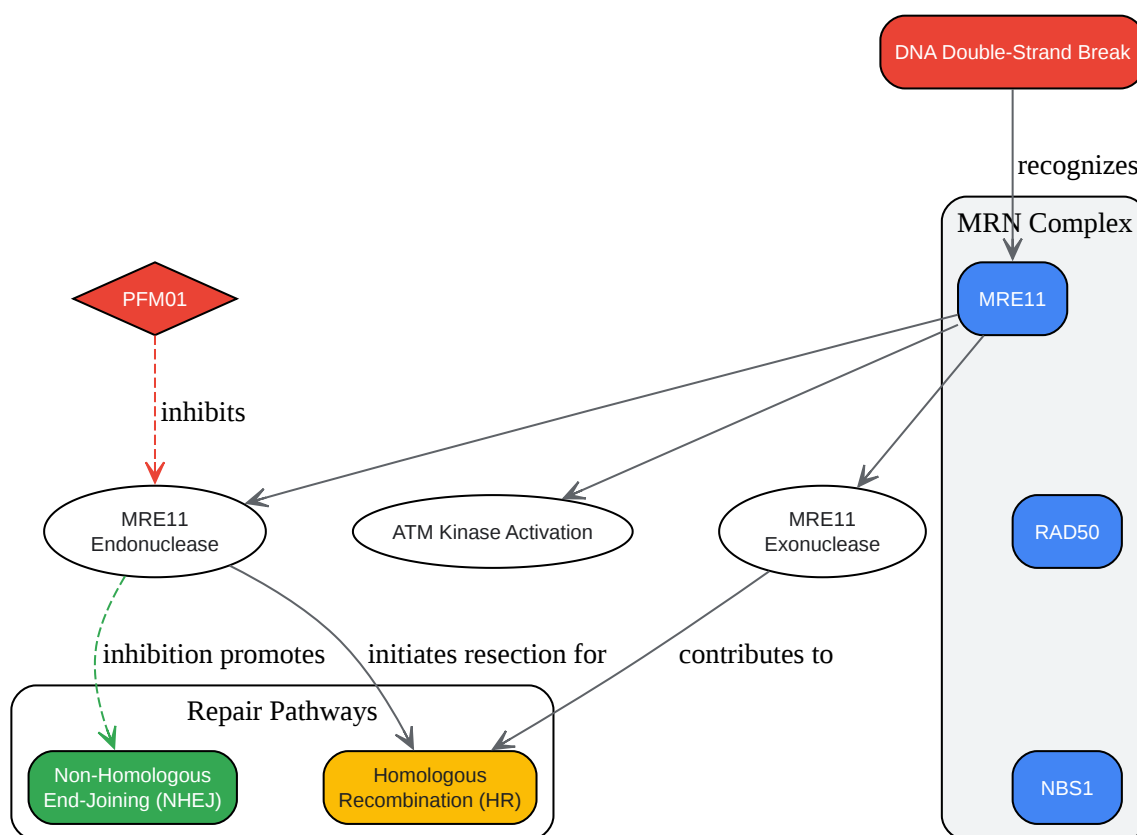 DNA Double-Strand Break
recognizes
MRN Complex
PFM01
MRE11
inhibits
MRE11
Endonuclease
ATM Kinase Activation
MRE11
Exonuclease
RAD50
inhibition promotes
initiates resection for
contributes to
Repair Pathways
Non-Homologous
End-Joining (NHEJ)
Homologous
Recombination (HR)
NBS1